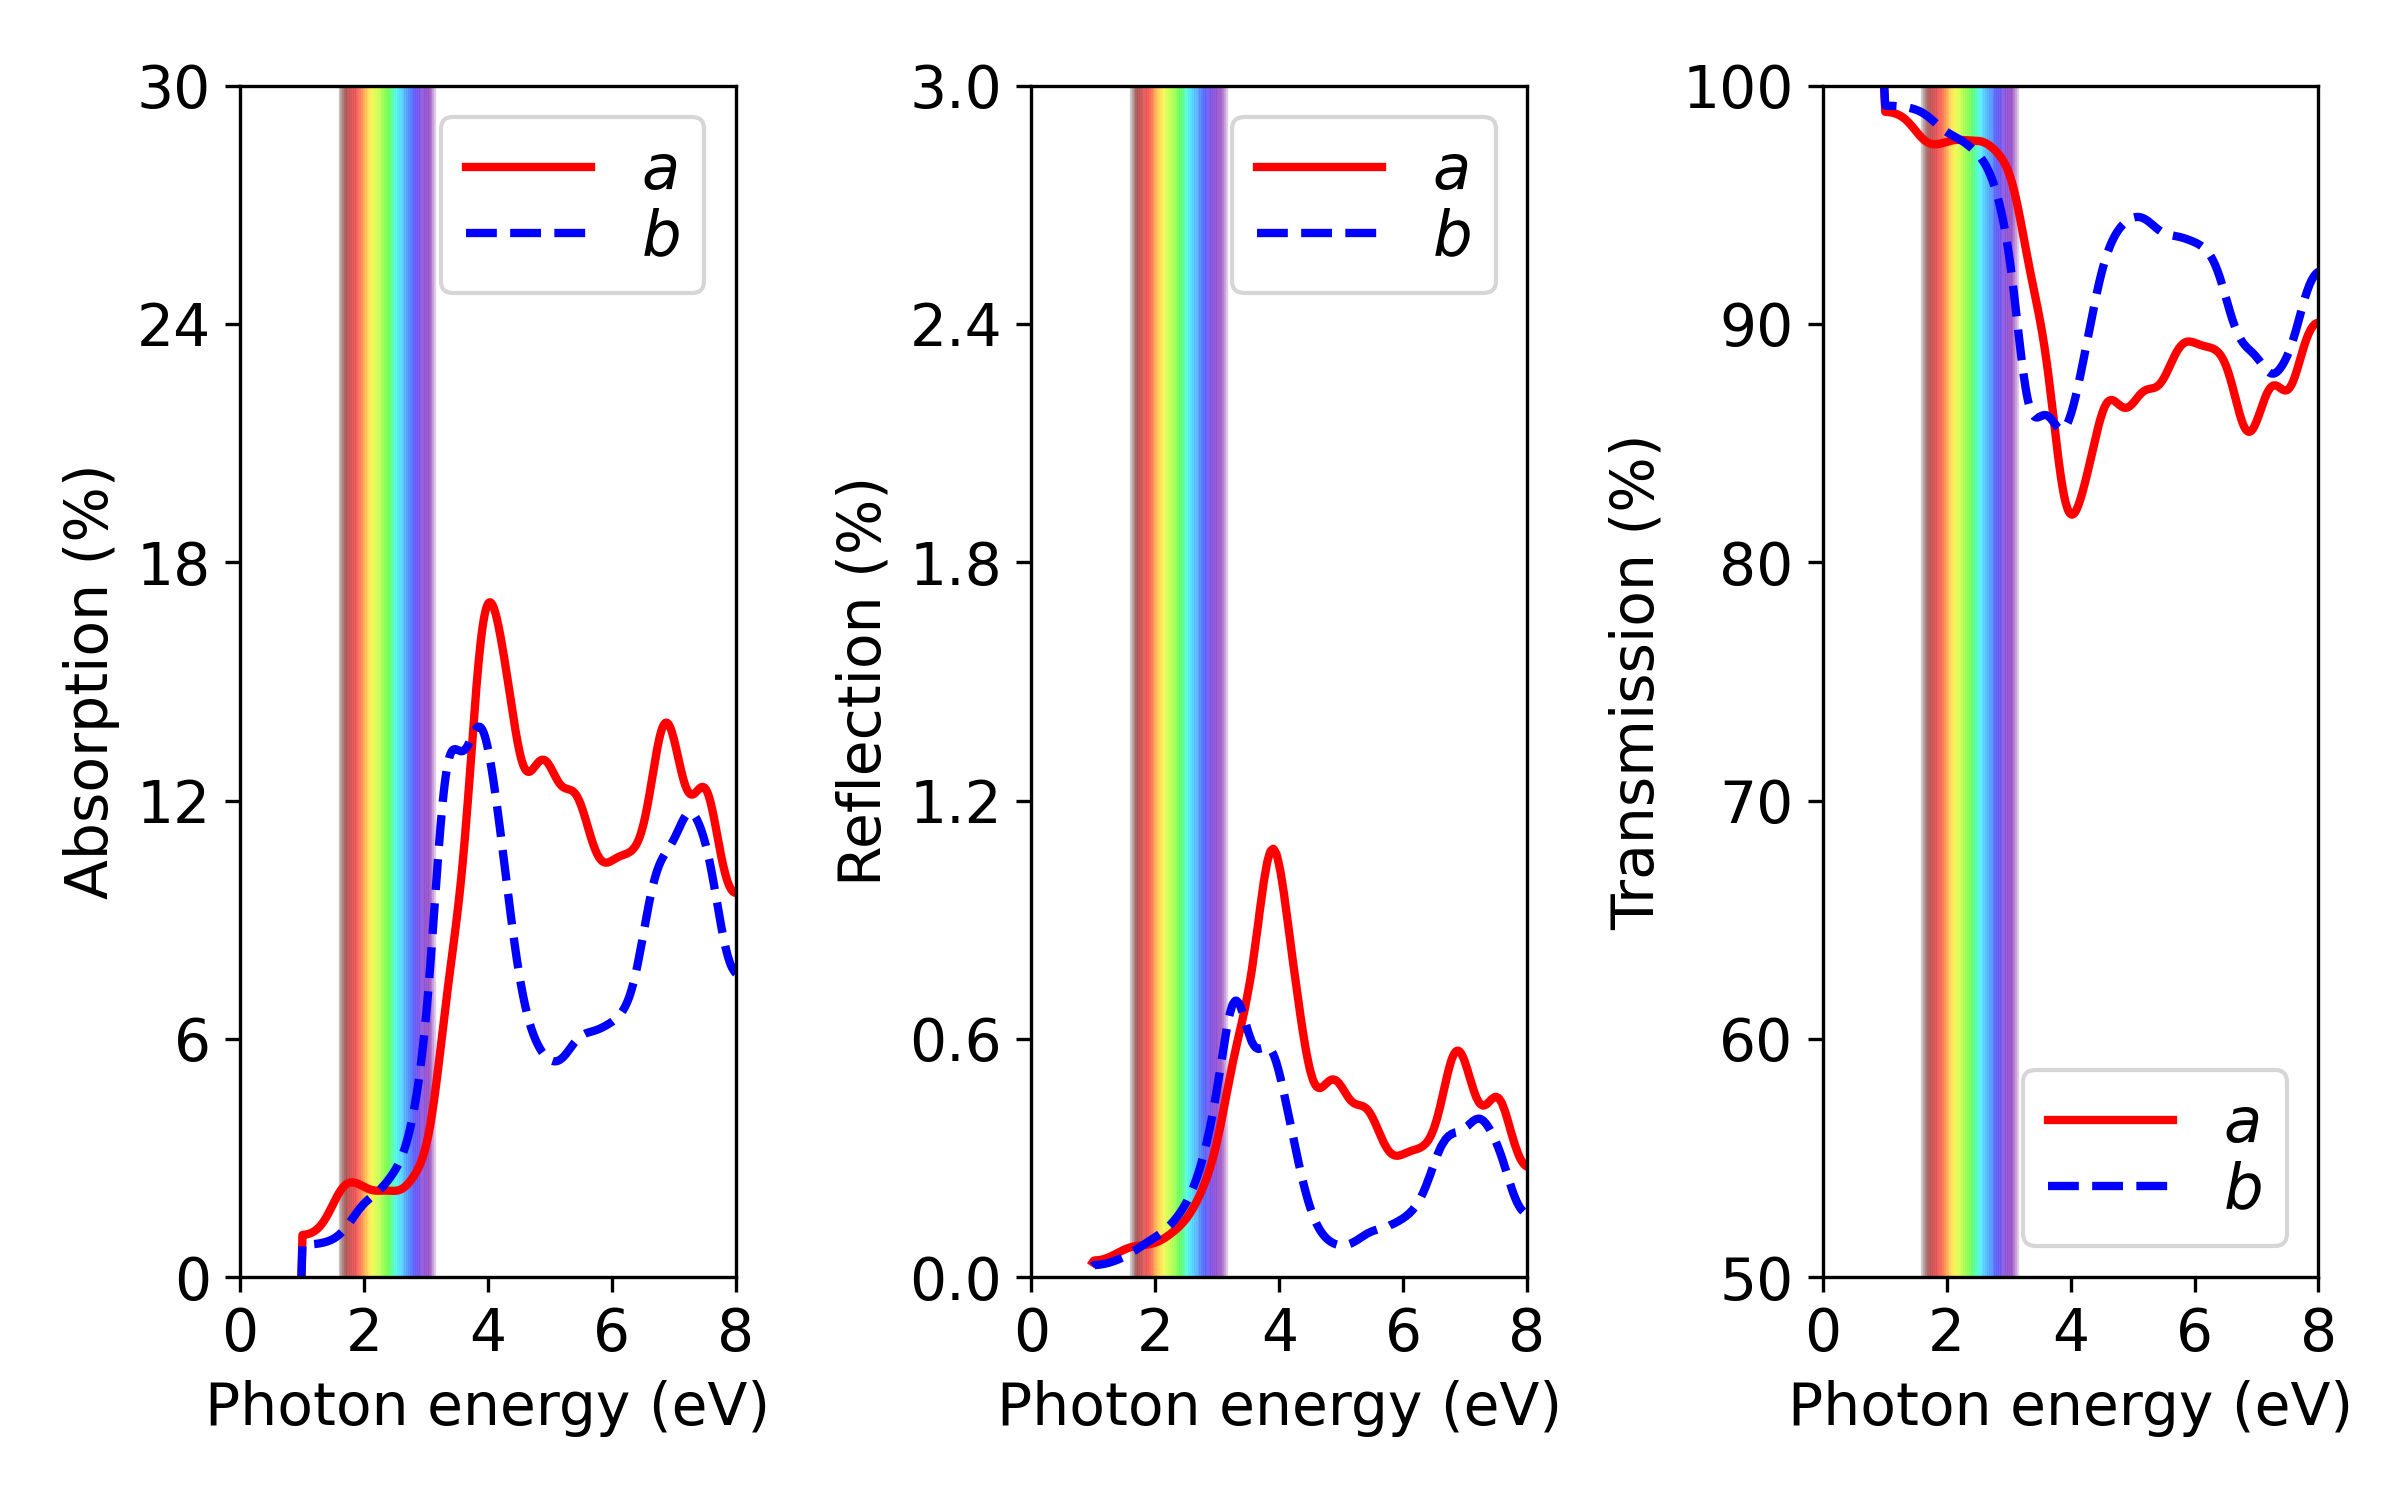 30
24
18
12
6
0
0 2 4 6 8
Absorption (%)
Photon energy (eV)
a
b
3.0
2.4
1.8
1.2
0.6
0.0
0 2 4 6 8
Reflection (%)
Photon energy (eV)
a
b
100
90
80
70
60
50
0 2 4 6 8
Transmission (%)
Photon energy (eV)
a
b